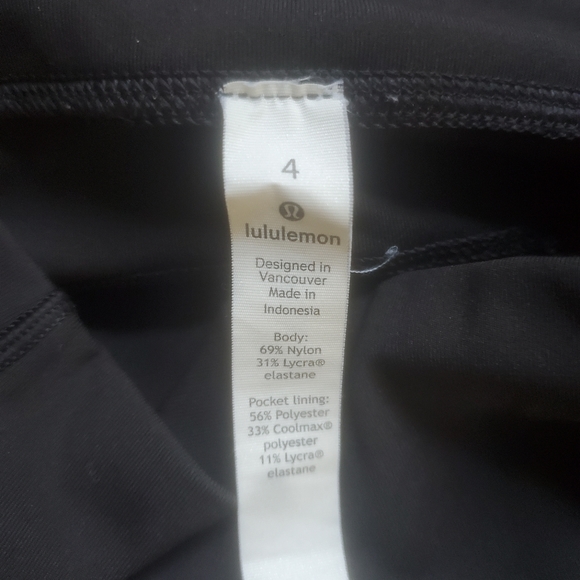 4
lululemon
Designed in
Vancouver
Made in
Indonesia
Body:
69% Nylon
31% Lycra®
elastane
Pocket lining:
56% Polyester
33% Coolmax®
polyester
11% Lycra®
elastane